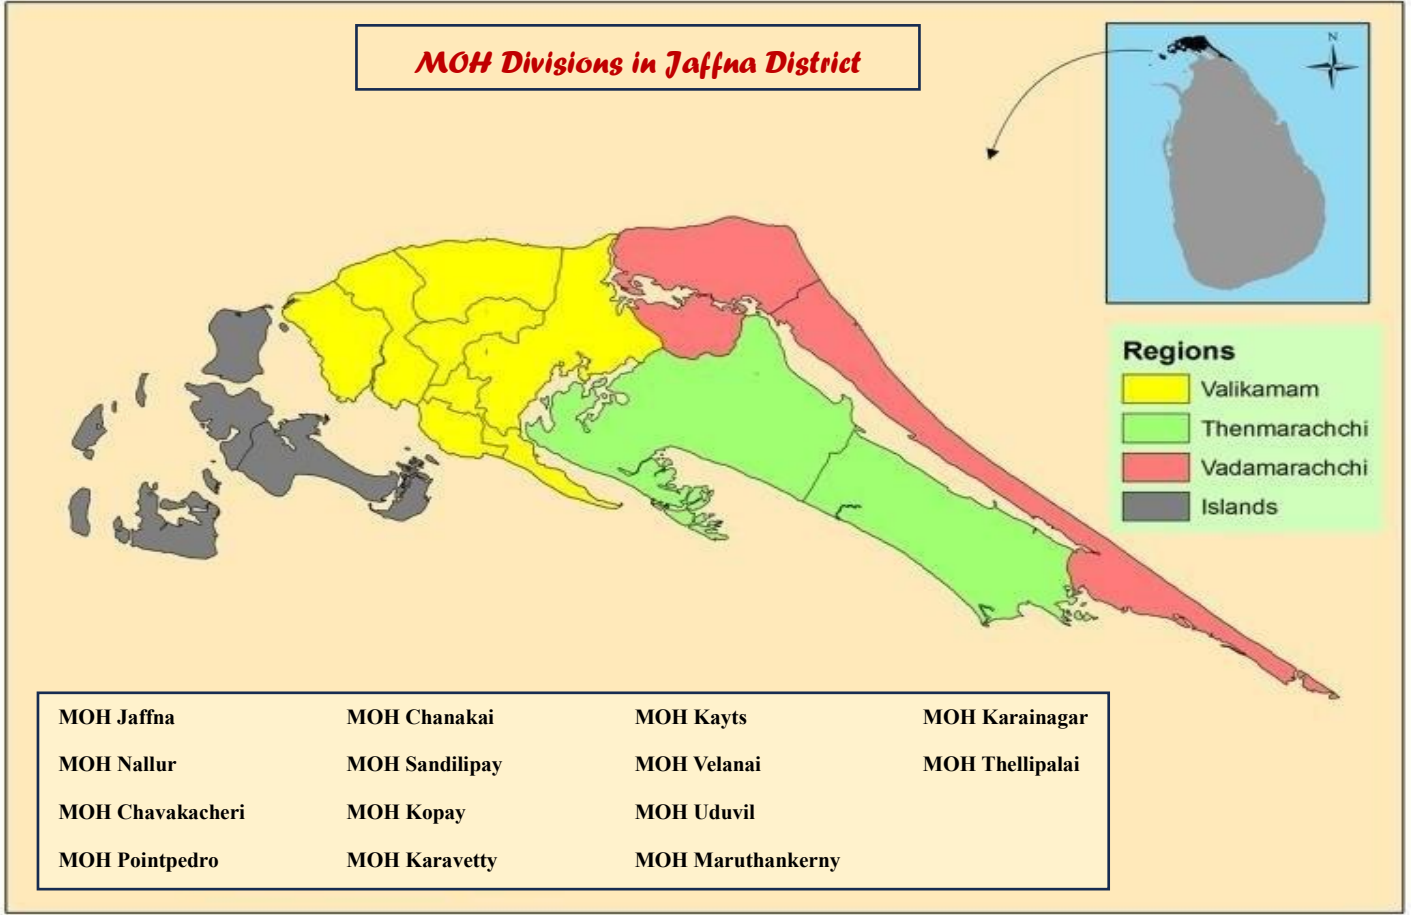 MOH Divisions in Jaffna District
N
Regions
Valikamam
Thenmarachchi
Vadamarachchi
Islands
MOH Jaffna MOH Chanakai MOH Kayts MOH Karainagar
MOH Nallur MOH Sandilipay MOH Velanai MOH Thellipalai
MOH Chavakacheri MOH Kopay MOH Uduvil
MOH Pointpedro MOH Karavetty MOH Maruthankerny